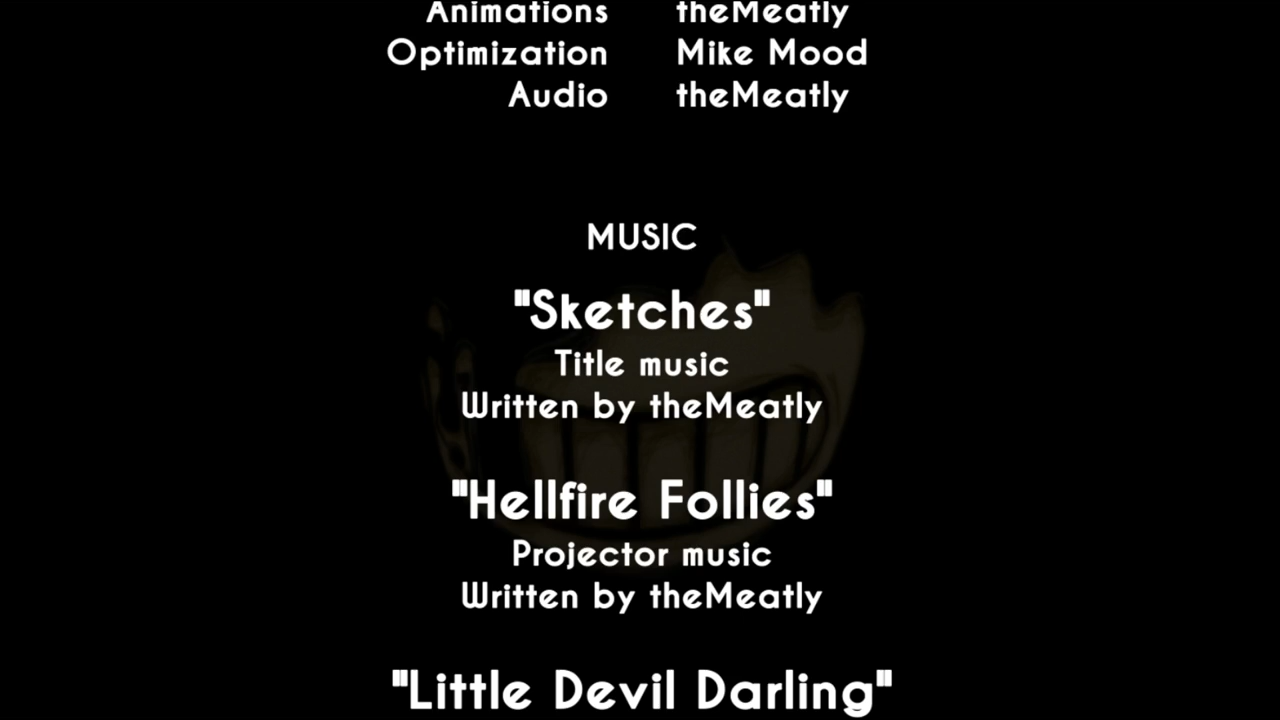 Animations theMeatly
Optimization Mike Mood
Audio theMeatly
MUSIC
"Sketches"
Title music
Written by theMeatly
"Hellfire Follies"
Projector music
Written by theMeatly
"Little Devil Darling"